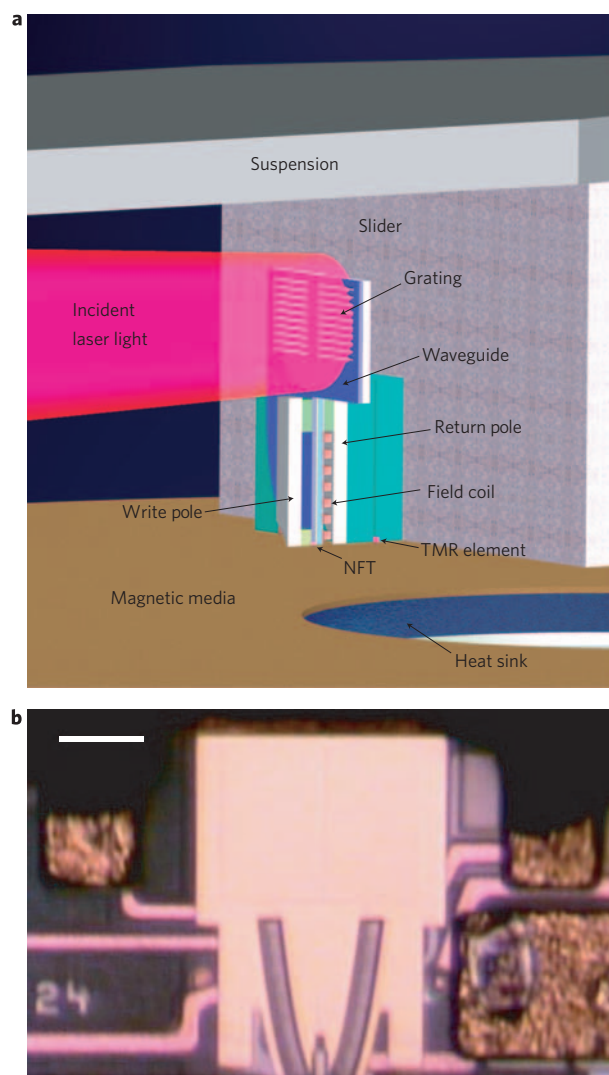 a
Suspension
Slider
Grating
Incident
laser light
Waveguide
Return pole
Field coil
Write pole
TMR element
NFT
Magnetic media
Heat sink
b
24